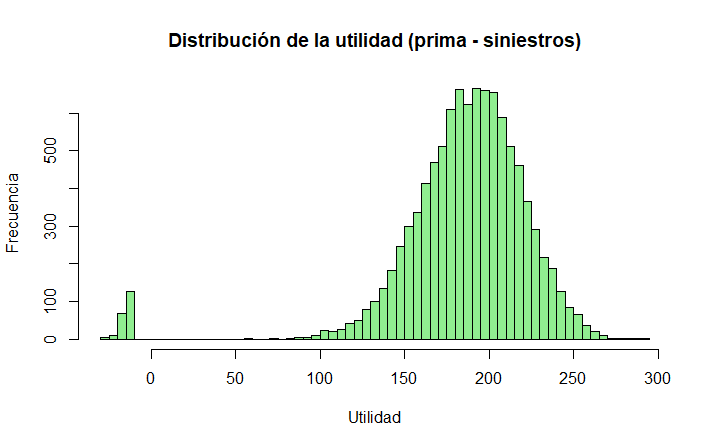 Distribución de la utilidad (prima - siniestros)
Frecuencia
500
300
100
0
0 50 100 150 200 250 300
Utilidad